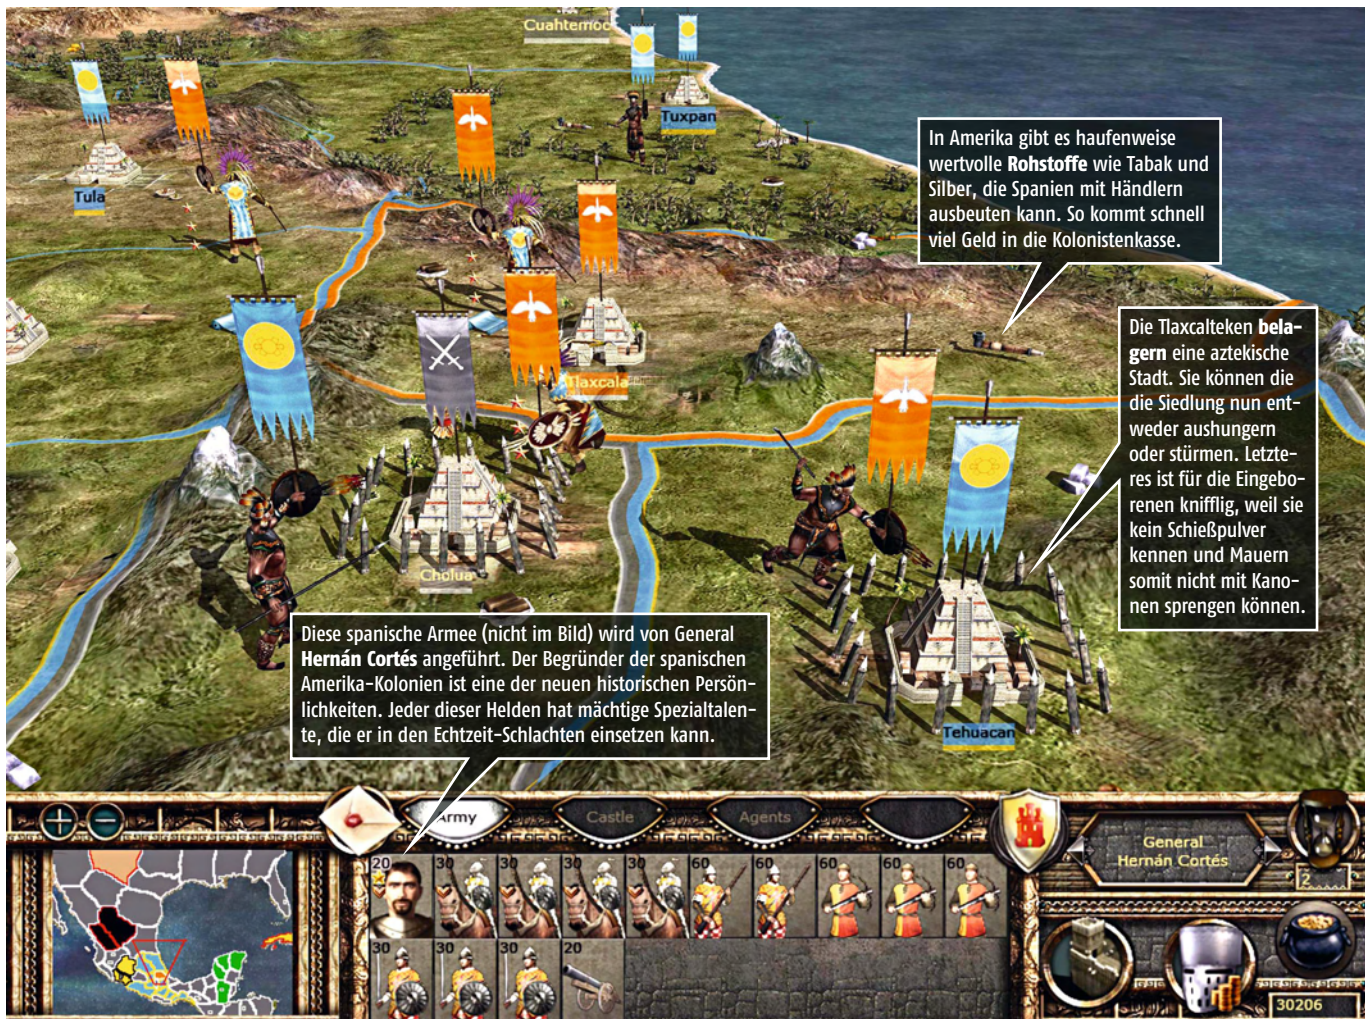 Cuahtemoc
Tuxpan
Tula
In Amerika gibt es haufenweise
wertvolle Rohstoffe wie Tabak und
Silber, die Spanien mit Händlern
ausbeuten kann. So kommt schnell
viel Geld in die Kolonistenkasse.
Die Tlaxcalteken bela-
gern eine aztekische
Stadt. Sie können die
die Siedlung nun ent-
weder aushungern
oder stürmen. Letzte-
res ist für die Eingebo-
renen knifflig, weil sie
kein Schießpulver
kennen und Mauern
somit nicht mit Kano-
nen sprengen können.
Tlaxcala
Cholua
Diese spanische Armee (nicht im Bild) wird von General
Hernán Cortés angeführt. Der Begründer der spanischen
Amerika-Kolonien ist eine der neuen historischen Persön-
lichkeiten. Jeder dieser Helden hat mächtige Spezialtalen-
te, die er in den Echtzeit-Schlachten einsetzen kann.
Tehuacan
Army Castle Agents
General
Hernán Cortés
2
20 30 30 30 30 60 60 60 60 60
30 30 30 20
30206